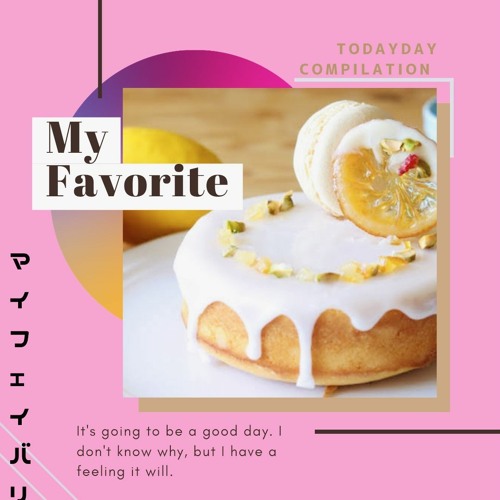 TODAYDAY
COMPILATION
My
Favorite
マイフェイバリ
It's going to be a good day. I
don't know why, but I have a
feeling it will.